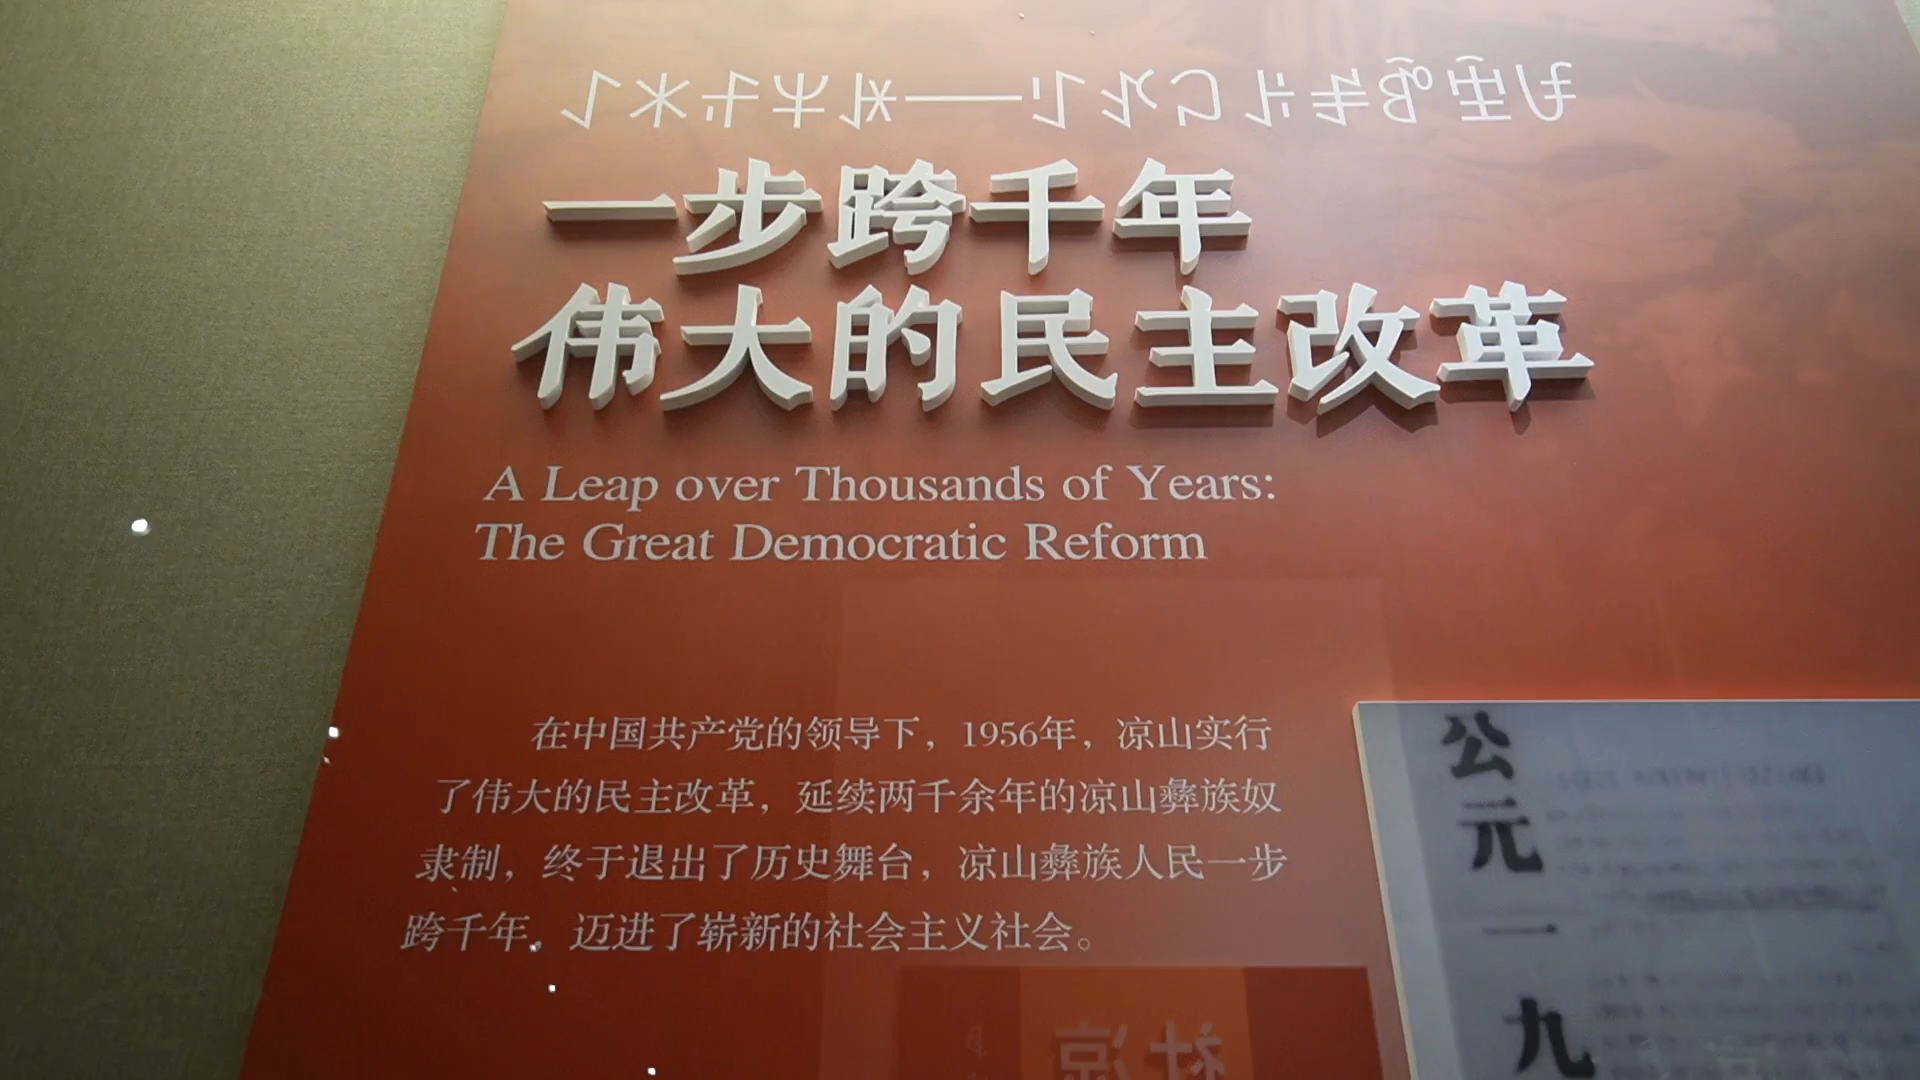 一步跨千年
伟大的民主改革
A Leap over Thousands of Years:
The Great Democratic Reform
在中国共产党的领导下，1956年，凉山实行
了伟大的民主改革，延续两千余年的凉山彝族奴
隶制，终于退出了历史舞台，凉山彝族人民一步
跨千年，迈进了崭新的社会主义社会。
公元一九